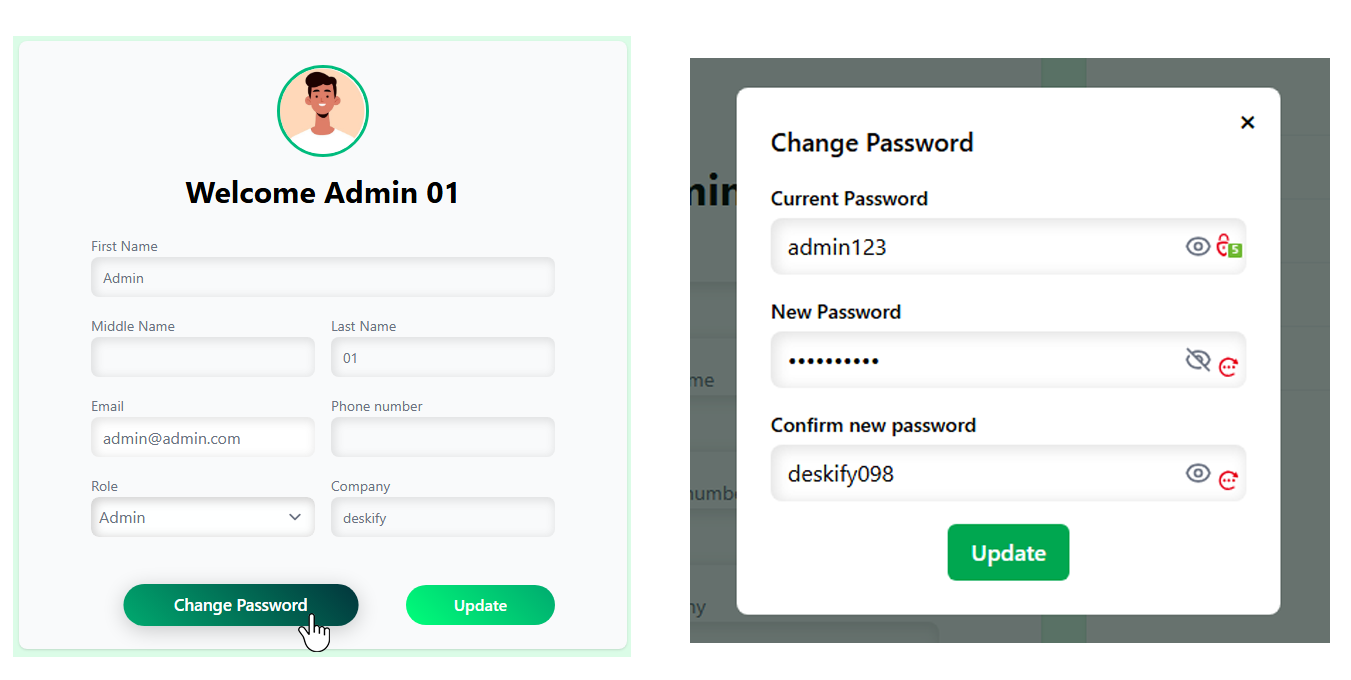 Welcome Admin 01
First Name
Admin
Middle Name
Last Name
01
Email
Phone number
admin@admin.com
Role
Company
Admin
deskify
Change Password
Update
Change Password
Current Password
admin123
5
New Password
••••••••••
Confirm new password
deskify098
Update
min
me
numbe
ny